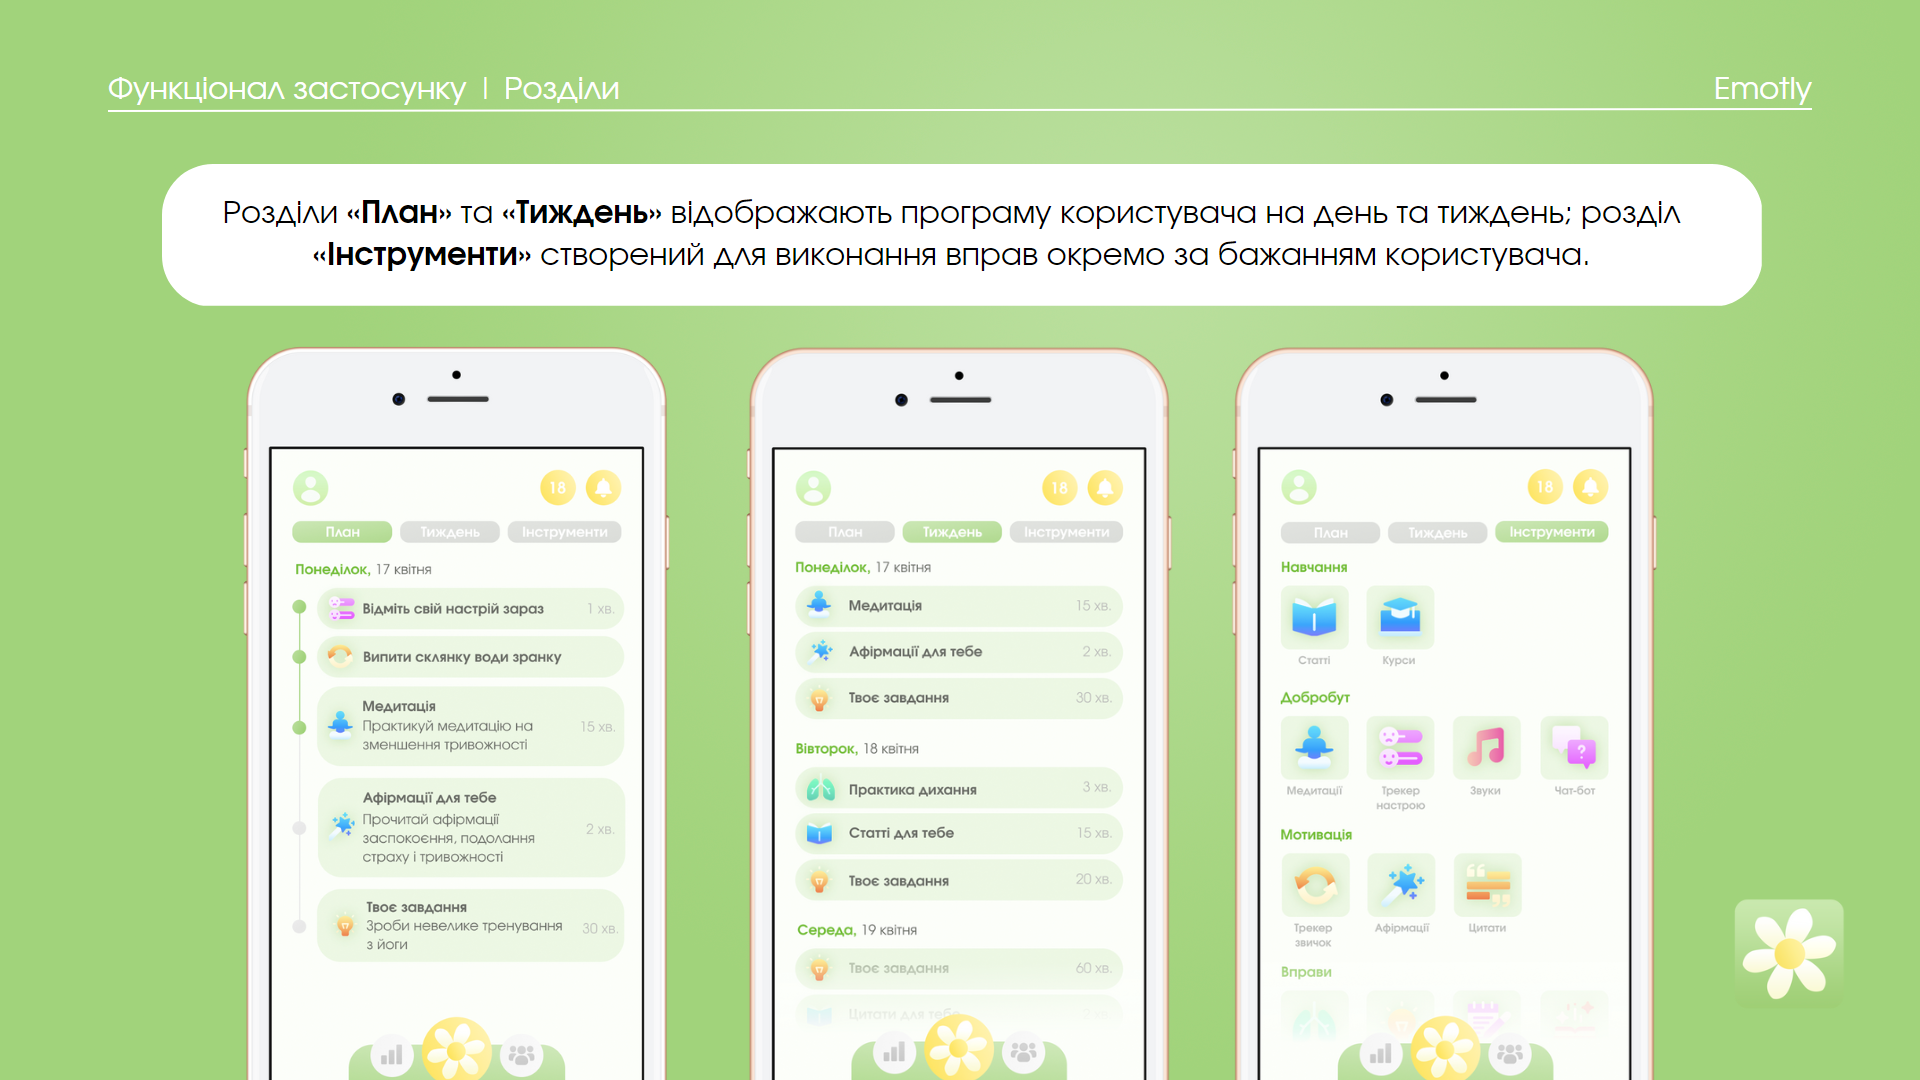 Функціонал застосунку | Розділи
Emotly
Розділи «План» та «Тиждень» відображають програму користувача на день та тиждень; розділ
«Інструменти» створений для виконання вправ окремо за бажанням користувача.
18
План
Тиждень
Інструменти
Понеділок, 17 квітня
Відміть свій настрій зараз
1 хв.
Випити склянку води зранку
Медитація
Практикуй медитацію на
зменшення тривожності
15 хв.
Афірмації для тебе
Прочитай афірмації
заспокоєння, подолання
страху і тривожності
2 хв.
Твоє завдання
Зроби невелике тренування
з йоги
30 хв.
18
План
Тиждень
Інструменти
Понеділок, 17 квітня
Медитація
15 хв.
Афірмації для тебе
2 хв.
Твоє завдання
30 хв.
Вівторок, 18 квітня
Практика дихання
3 хв.
Статті для тебе
15 хв.
Твоє завдання
20 хв.
Середа, 19 квітня
Твоє завдання
60 хв.
Цитати для тебе
2 хв.
18
План
Тиждень
Інструменти
Навчання
Статті
Курси
Добробут
Медитації
Трекер
настрою
Звуки
?
Чат-бот
Мотивація
Трекер
звичок
Афірмації
Цитати
Вправи